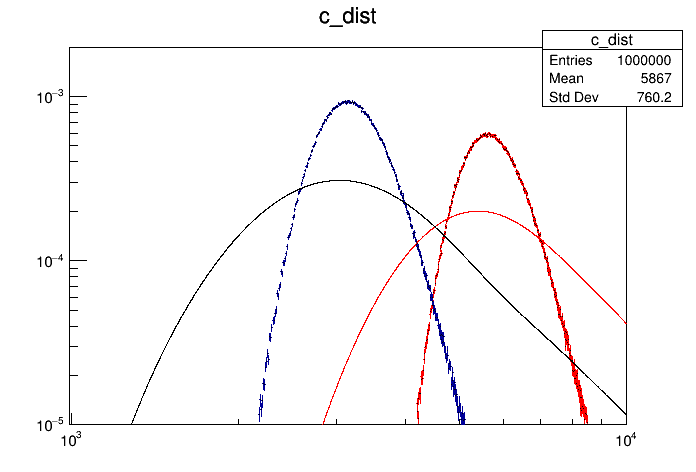 c_dist
c_dist
Entries 1000000
Mean 5867
Std Dev 760.2
10⁻³
10⁻⁴
10⁻⁵
10³ 10⁴